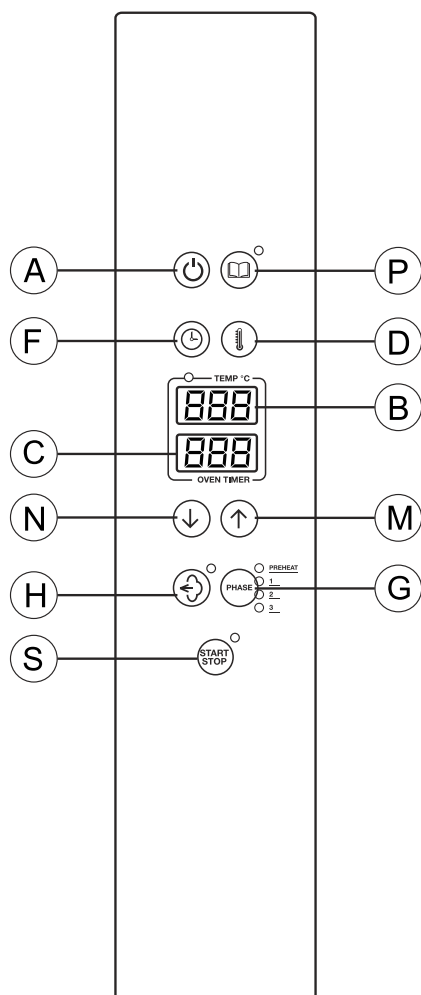 A P
F D
TEMP °C
888 B
C 888
OVEN TIMER
N M
PREHEAT
H PHASE 1 G
2
3
S START
STOP